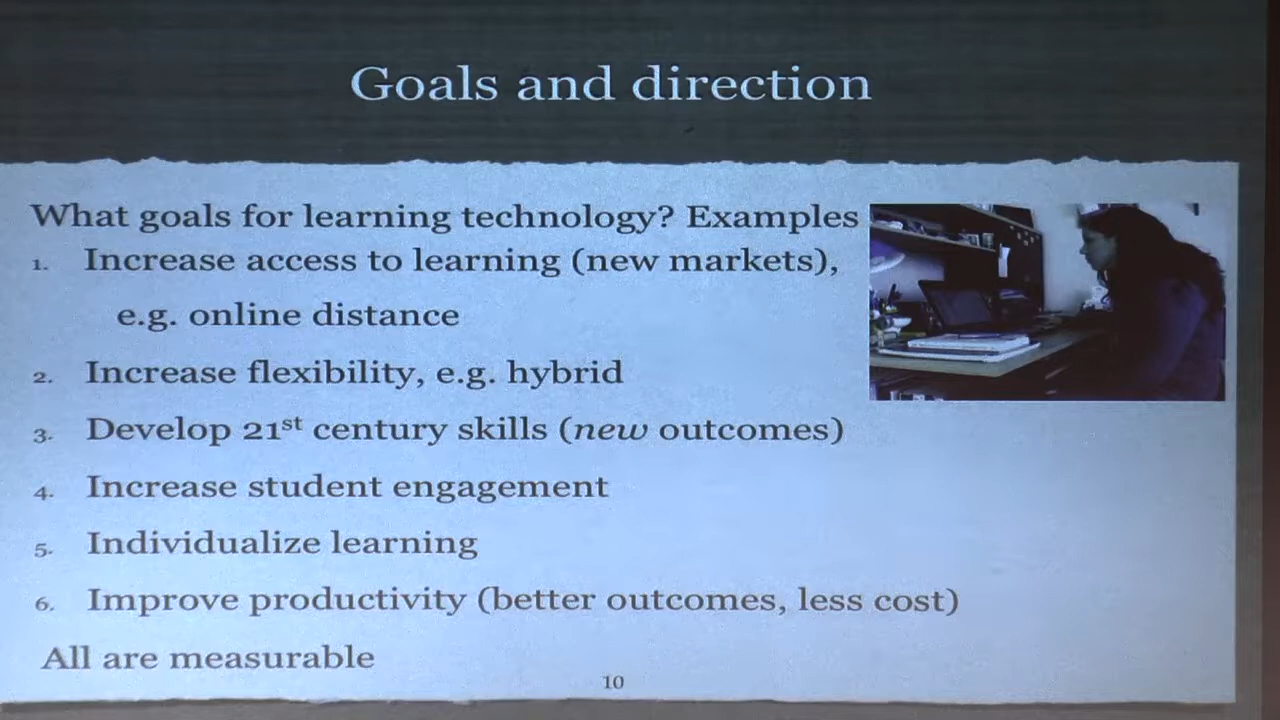 Goals and direction
What goals for learning technology? Examples
1. Increase access to learning (new markets),
e.g. online distance
2. Increase flexibility, e.g. hybrid
3. Develop 21st century skills (new outcomes)
4. Increase student engagement
5. Individualize learning
6. Improve productivity (better outcomes, less cost)
All are measurable
10